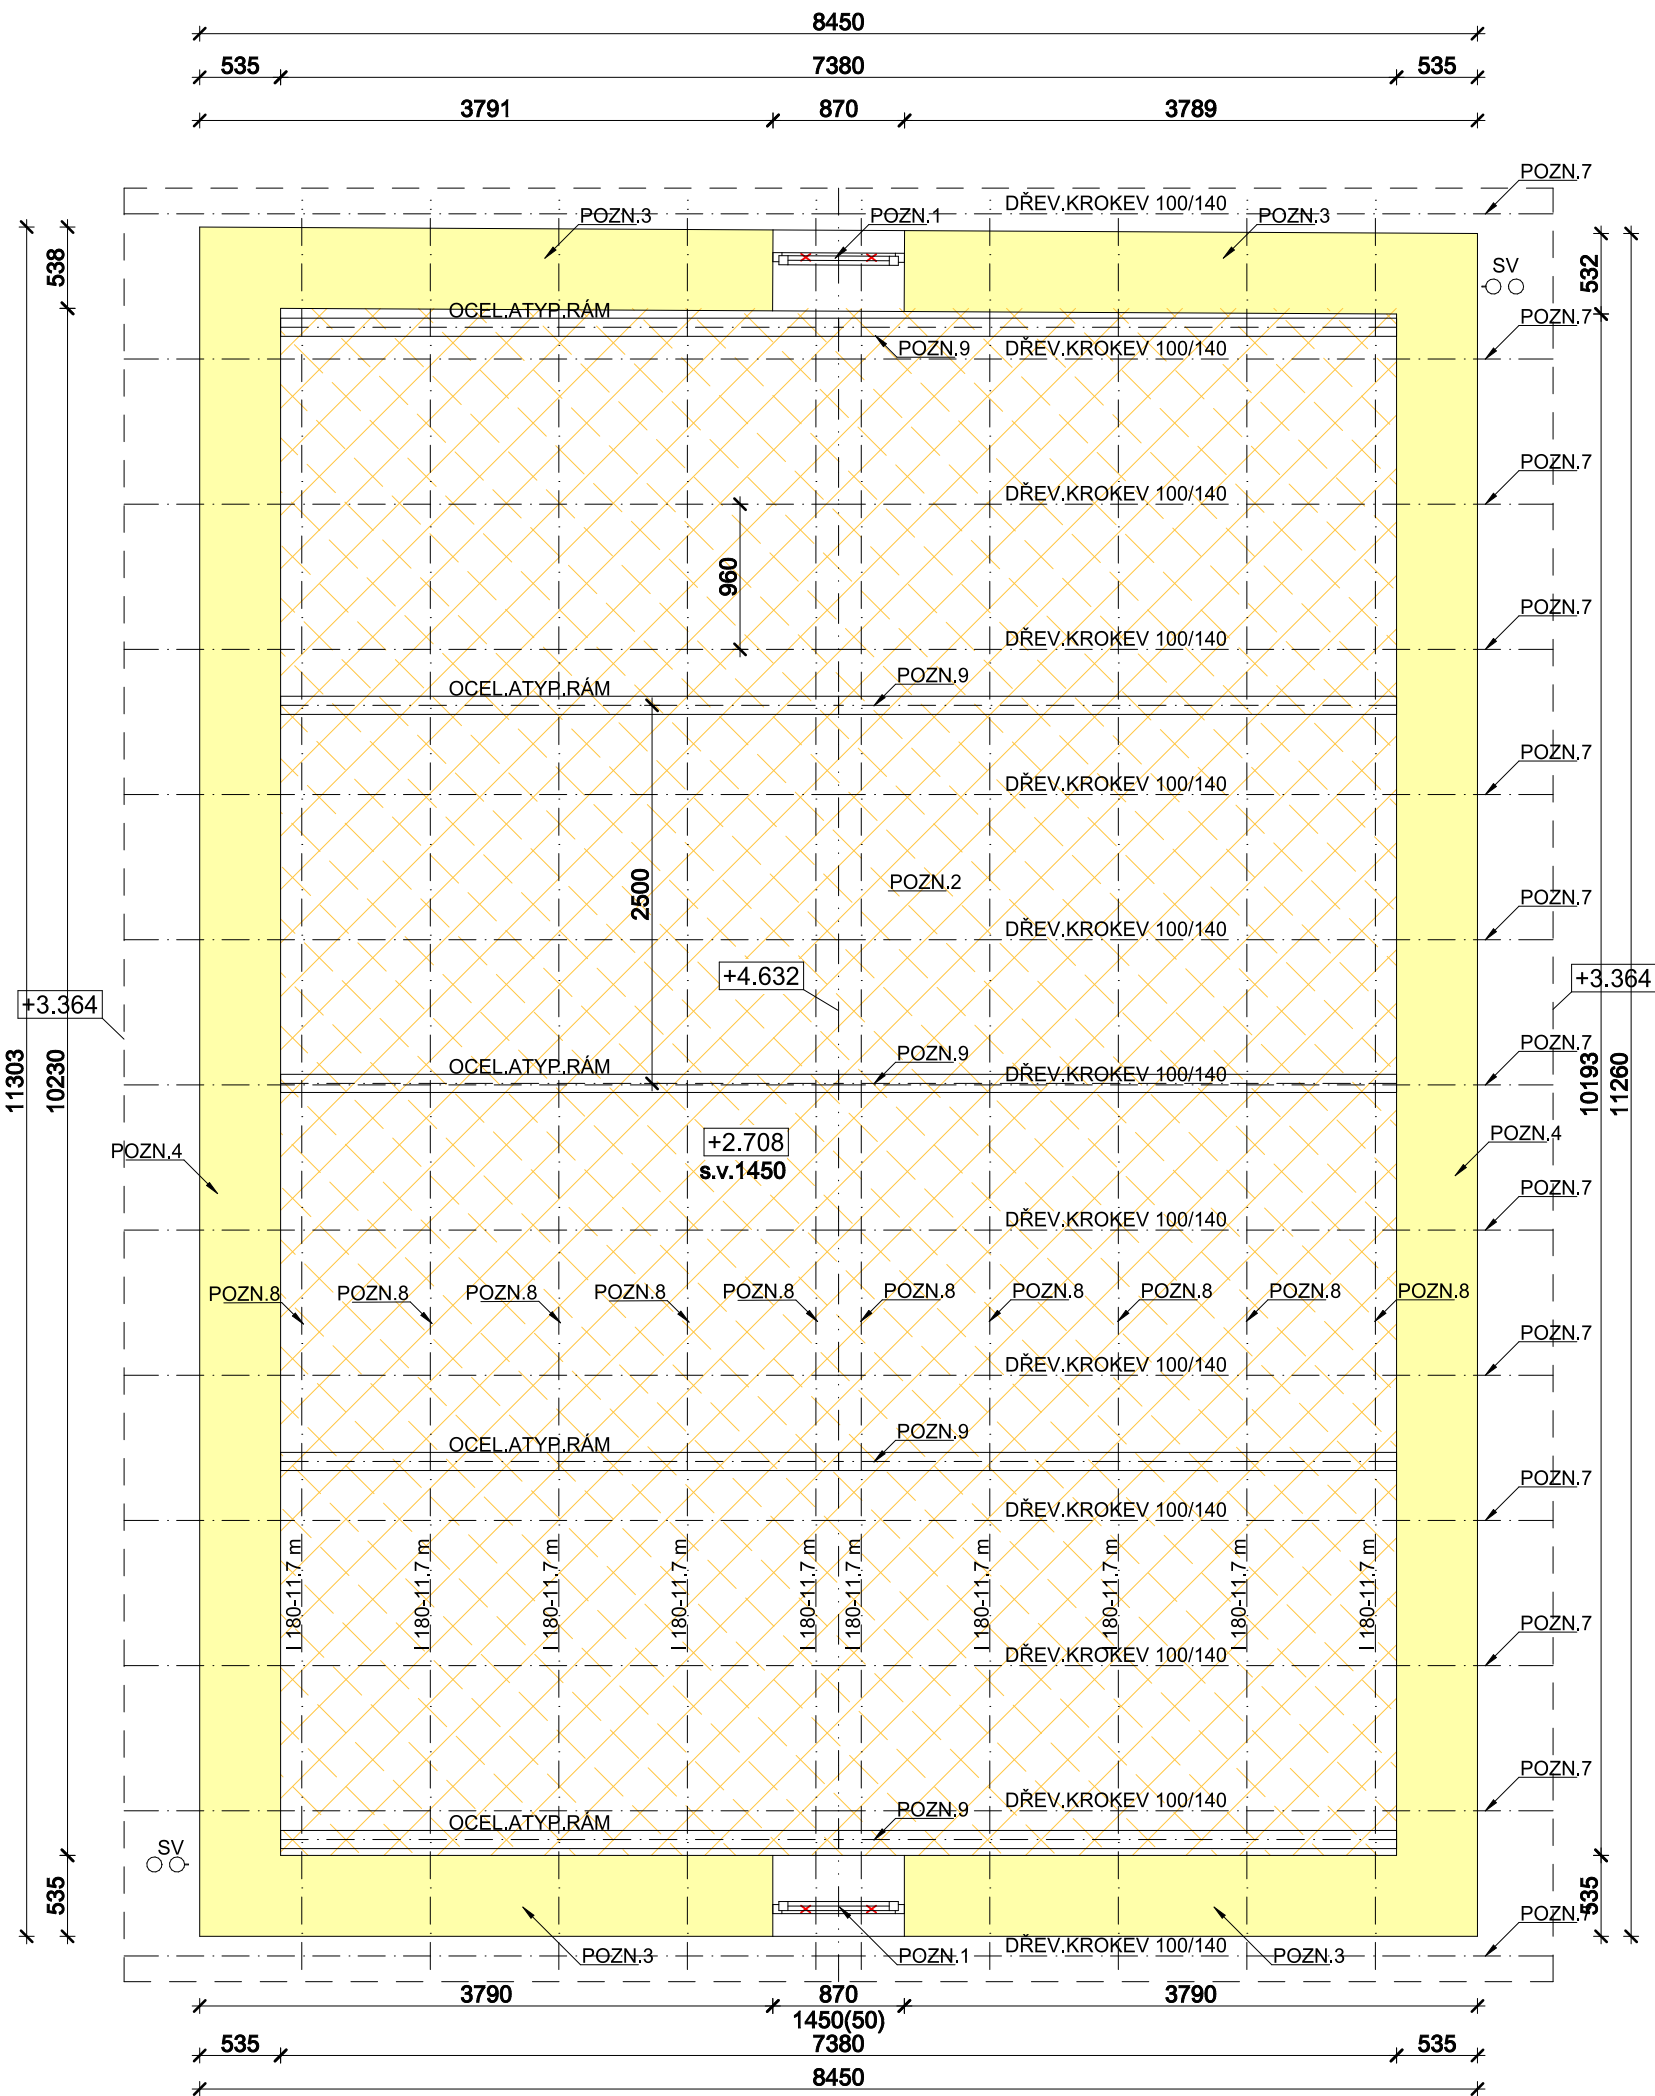 8450
535 7380 535
3791 870 3789
POZN.7
DŘEV.KROKEV 100/140
POZN.3 POZN.1 POZN.3
538 532
SV
OCEL.ATYP.RÁM
POZN.7
POZN.9 DŘEV.KROKEV 100/140
POZN.7
DŘEV.KROKEV 100/140
960
POZN.7
DŘEV.KROKEV 100/140
OCEL.ATYP.RÁM POZN.9
POZN.7
DŘEV.KROKEV 100/140
2500
POZN.2
POZN.7
DŘEV.KROKEV 100/140
+4.632
+3.364 +3.364
11303 10230 10193 11260
OCEL.ATYP.RÁM POZN.9 POZN.7
DŘEV.KROKEV 100/140
+2.708
s.v.1450
POZN.4 POZN.4
POZN.7
DŘEV.KROKEV 100/140
POZN.8 POZN.8 POZN.8 POZN.8 POZN.8 POZN.8 POZN.8 POZN.8 POZN.8 POZN.8
POZN.7
DŘEV.KROKEV 100/140
OCEL.ATYP.RÁM POZN.9
POZN.7
DŘEV.KROKEV 100/140
I 180-11.7 m I 180-11.7 m I 180-11.7 m I 180-11.7 m I 180-11.7 m I 180-11.7 m I 180-11.7 m I 180-11.7 m I 180-11.7 m I 180-11.7 m
POZN.7
DŘEV.KROKEV 100/140
POZN.7
DŘEV.KROKEV 100/140
OCEL.ATYP.RÁM POZN.9
SV
535 535
POZN.7
DŘEV.KROKEV 100/140
POZN.3 POZN.1 POZN.3
3790 870 3790
1450(50)
535 7380 535
8450